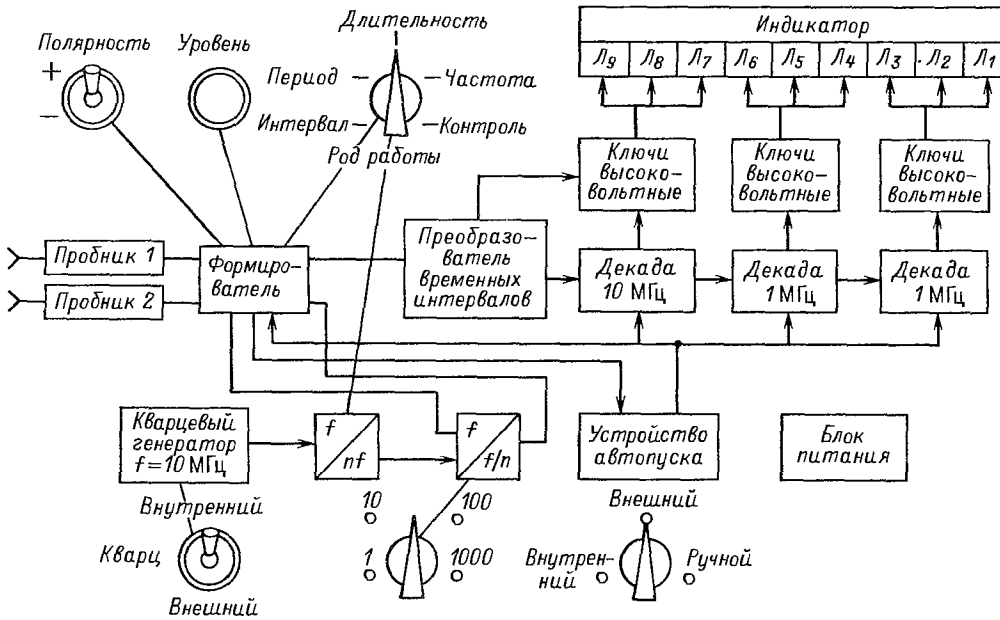 Длительность
Полярность
Уровень
Индикатор
Л9 Л8 Л7 Л6 Л5 Л4 Л3 Л2 Л1
+
−
Период
Частота
Интервал
Контроль
Род работы
Ключи
высоко-
вольтные
Ключи
высоко-
вольтные
Ключи
высоко-
вольтные
Пробник 1
Пробник 2
Формиро-
ватель
Преобразо-
ватель
временных
интервалов
Декада
10 МГц
Декада
1 МГц
Декада
1 МГц
Кварцевый
генератор
f=10 МГц
f
nf
f
f/n
Устройство
автопуска
Блок
питания
Внутренний
Кварц
Внешний
10
100
1
1000
Внешний
Внутрен-
ний
Ручной